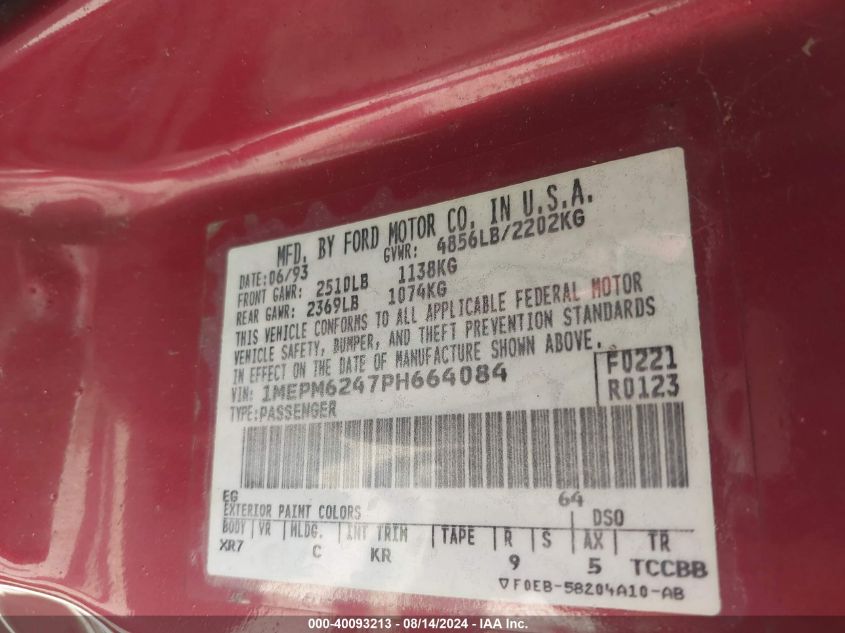 MFD. BY FORD MOTOR CO. IN U.S.A.
DATE: 06/93 GVWR: 4856LB/2202KG
FRONT GAWR: 2510LB 1138KG
REAR GAWR: 2369LB 1074KG
THIS VEHICLE CONFORMS TO ALL APPLICABLE FEDERAL MOTOR
VEHICLE SAFETY, BUMPER, AND THEFT PREVENTION STANDARDS
IN EFFECT ON THE DATE OF MANUFACTURE SHOWN ABOVE.
VIN: 1MEPM6247PH664084 F0221
TYPE: PASSENGER R0123
EG 64
EXTERIOR PAINT COLORS DSO
BODY VR MLDG. INT TRIM TAPE R S AX TR
XR7 C KR 9 5 TCCBB
▽F0EB-58204A10-AB
000-40093213 - 08/14/2024 - IAAI.com